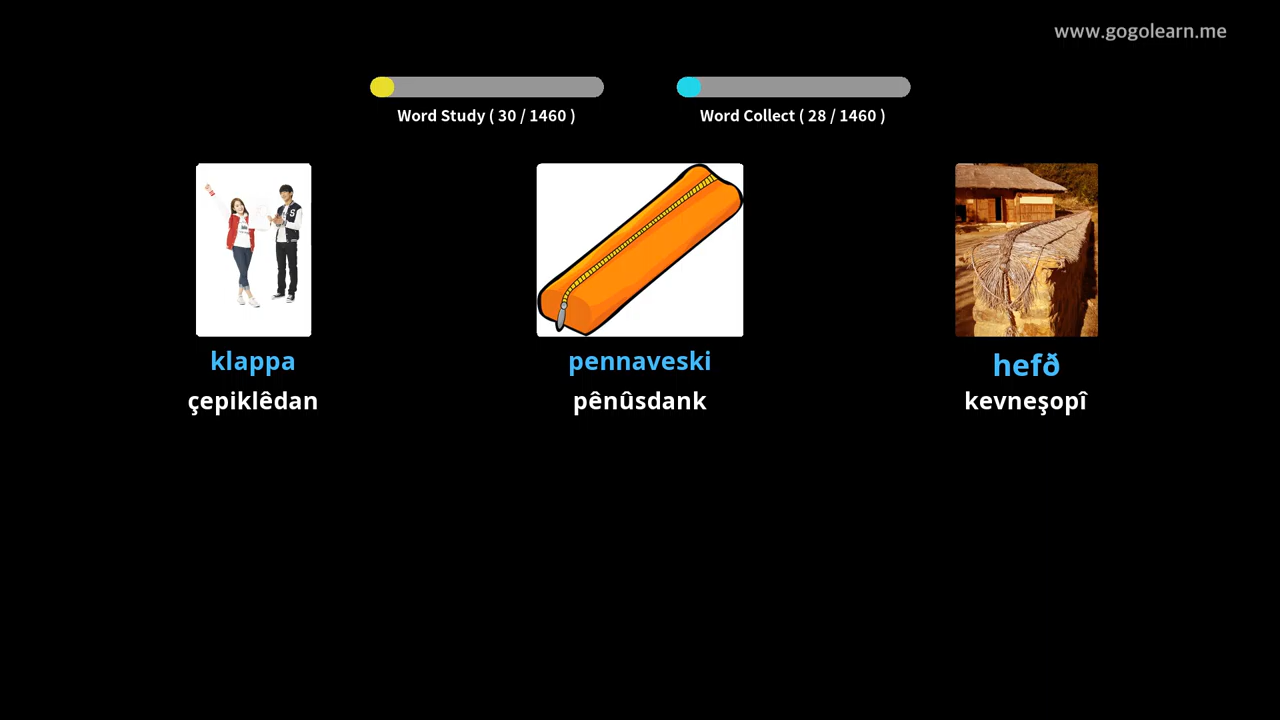 www.gogolearn.me
Word Study ( 30 / 1460 )
Word Collect ( 28 / 1460 )
klappa
çepiklêdan
pennaveski
pênûsdank
hefð
kevneşopî